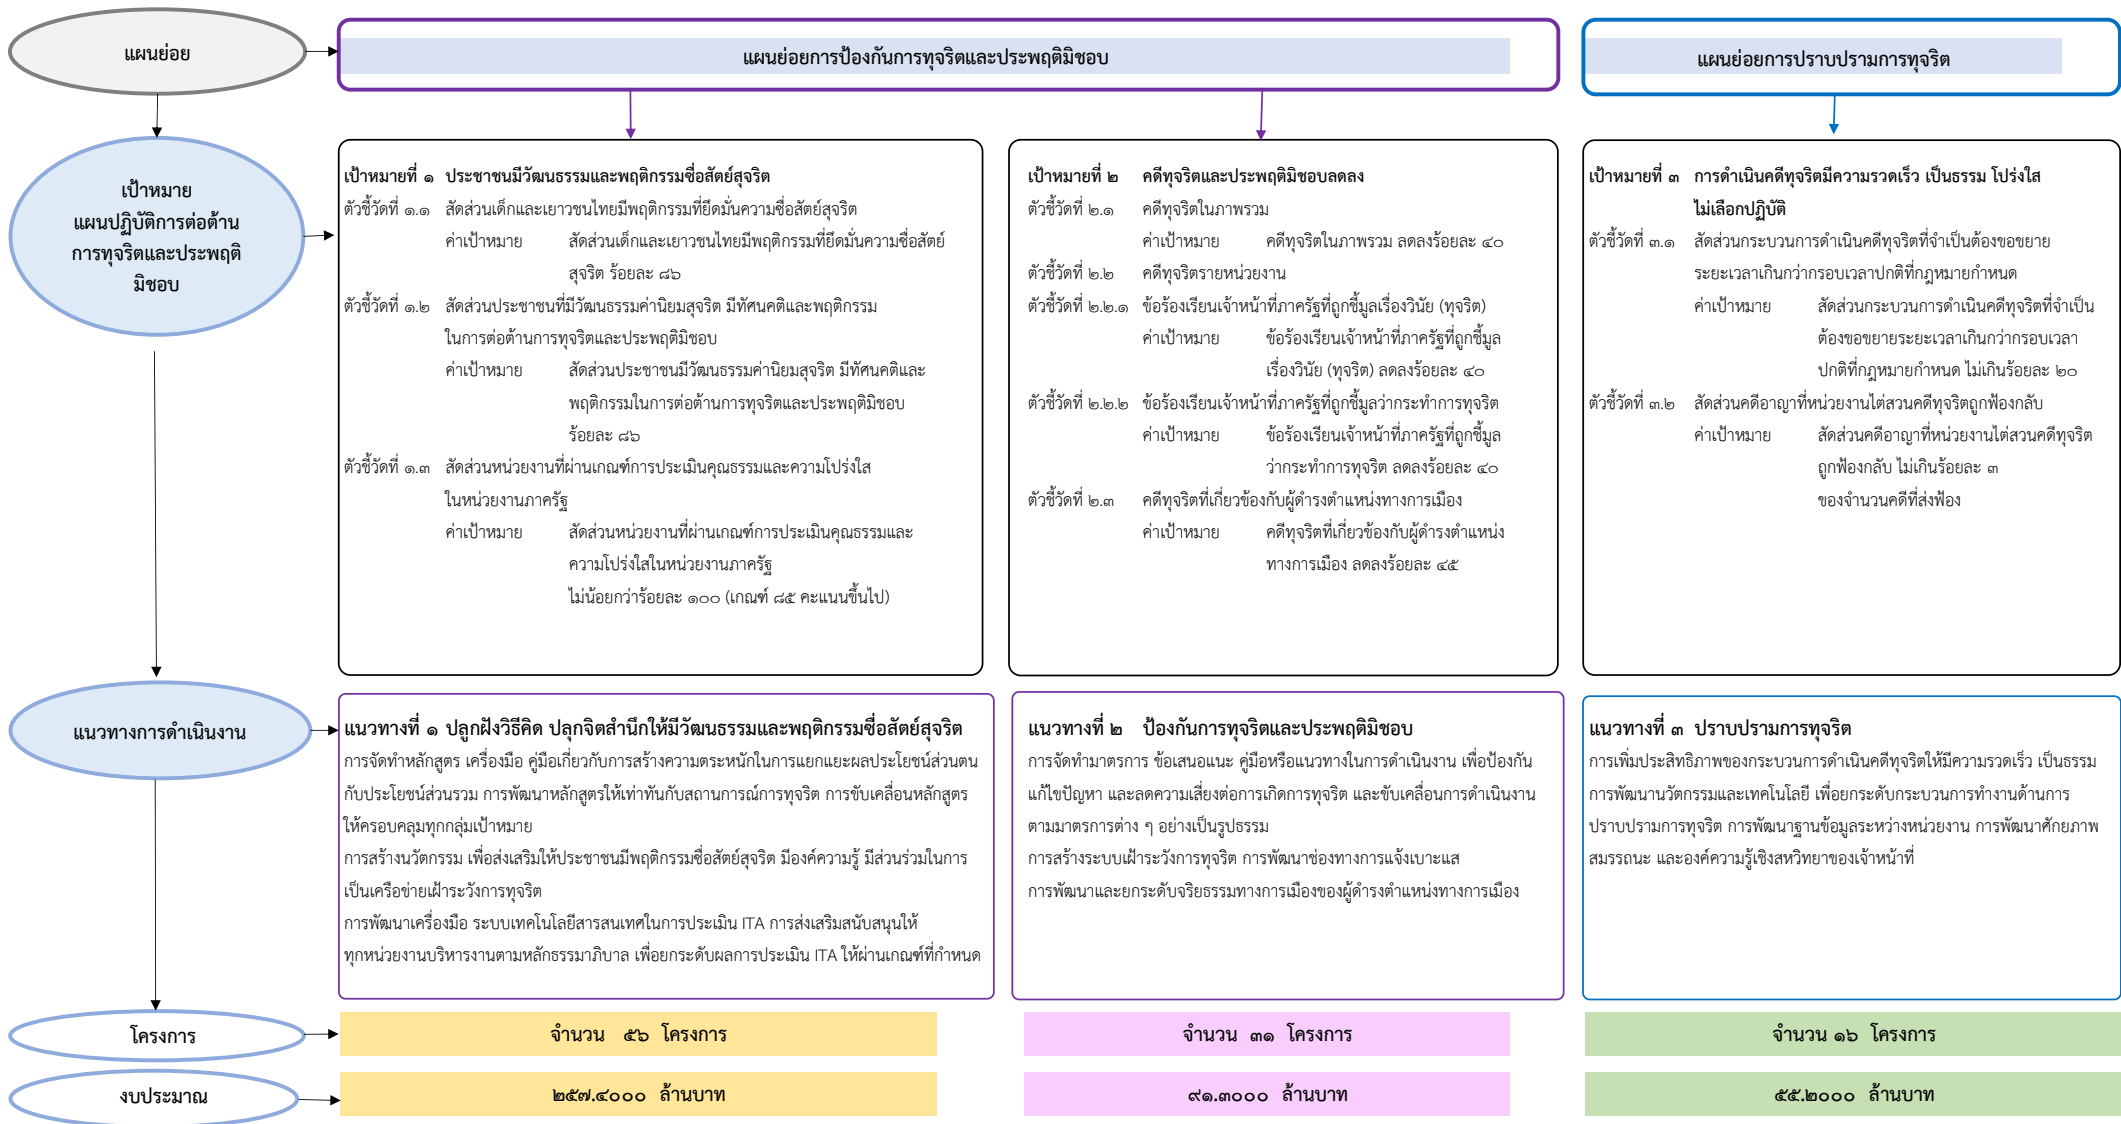 แผนย่อย
แผนย่อยการป้องกันการทุจริตและประพฤติมิชอบ
แผนย่อยการปราบปรามการทุจริต
เป้าหมาย
แผนปฏิบัติการต่อต้าน
การทุจริตและประพฤติ
มิชอบ
เป้าหมายที่ ๑ ประชาชนมีวัฒนธรรมและพฤติกรรมซื่อสัตย์สุจริต
ตัวชี้วัดที่ ๑.๑ สัดส่วนเด็กและเยาวชนไทยมีพฤติกรรมที่ยึดมั่นความซื่อสัตย์สุจริต
ค่าเป้าหมาย สัดส่วนเด็กและเยาวชนไทยมีพฤติกรรมที่ยึดมั่นความซื่อสัตย์
สุจริต ร้อยละ ๘๖
ตัวชี้วัดที่ ๑.๒ สัดส่วนประชาชนที่มีวัฒนธรรมค่านิยมสุจริต มีทัศนคติและพฤติกรรม
ในการต่อต้านการทุจริตและประพฤติมิชอบ
ค่าเป้าหมาย สัดส่วนประชาชนมีวัฒนธรรมค่านิยมสุจริต มีทัศนคติและ
พฤติกรรมในการต่อต้านการทุจริตและประพฤติมิชอบ
ร้อยละ ๘๖
ตัวชี้วัดที่ ๑.๓ สัดส่วนหน่วยงานที่ผ่านเกณฑ์การประเมินคุณธรรมและความโปร่งใส
ในหน่วยงานภาครัฐ
ค่าเป้าหมาย สัดส่วนหน่วยงานที่ผ่านเกณฑ์การประเมินคุณธรรมและ
ความโปร่งใสในหน่วยงานภาครัฐ
ไม่น้อยกว่าร้อยละ ๑๐๐ (เกณฑ์ ๘๕ คะแนนขึ้นไป)
เป้าหมายที่ ๒ คดีทุจริตและประพฤติมิชอบลดลง
ตัวชี้วัดที่ ๒.๑ คดีทุจริตในภาพรวม
ค่าเป้าหมาย คดีทุจริตในภาพรวม ลดลงร้อยละ ๔๐
ตัวชี้วัดที่ ๒.๒ คดีทุจริตรายหน่วยงาน
ตัวชี้วัดที่ ๒.๒.๑ ข้อร้องเรียนเจ้าหน้าที่ภาครัฐที่ถูกชี้มูลเรื่องวินัย (ทุจริต)
ค่าเป้าหมาย ข้อร้องเรียนเจ้าหน้าที่ภาครัฐที่ถูกชี้มูล
เรื่องวินัย (ทุจริต) ลดลงร้อยละ ๔๐
ตัวชี้วัดที่ ๒.๒.๒ ข้อร้องเรียนเจ้าหน้าที่ภาครัฐที่ถูกชี้มูลว่ากระทำการทุจริต
ค่าเป้าหมาย ข้อร้องเรียนเจ้าหน้าที่ภาครัฐที่ถูกชี้มูล
ว่ากระทำการทุจริต ลดลงร้อยละ ๔๐
ตัวชี้วัดที่ ๒.๓ คดีทุจริตที่เกี่ยวข้องกับผู้ดำรงตำแหน่งทางการเมือง
ค่าเป้าหมาย คดีทุจริตที่เกี่ยวข้องกับผู้ดำรงตำแหน่ง
ทางการเมือง ลดลงร้อยละ ๔๕
เป้าหมายที่ ๓ การดำเนินคดีทุจริตมีความรวดเร็ว เป็นธรรม โปร่งใส
ไม่เลือกปฏิบัติ
ตัวชี้วัดที่ ๓.๑ สัดส่วนกระบวนการดำเนินคดีทุจริตที่จำเป็นต้องขอขยาย
ระยะเวลาเกินกว่ากรอบเวลาปกติที่กฎหมายกำหนด
ค่าเป้าหมาย สัดส่วนกระบวนการดำเนินคดีทุจริตที่จำเป็น
ต้องขอขยายระยะเวลาเกินกว่ากรอบเวลา
ปกติที่กฎหมายกำหนด ไม่เกินร้อยละ ๒๐
ตัวชี้วัดที่ ๓.๒ สัดส่วนคดีอาญาที่หน่วยงานไต่สวนคดีทุจริตถูกฟ้องกลับ
ค่าเป้าหมาย สัดส่วนคดีอาญาที่หน่วยงานไต่สวนคดีทุจริต
ถูกฟ้องกลับ ไม่เกินร้อยละ ๓
ของจำนวนคดีที่ส่งฟ้อง
แนวทางการดำเนินงาน
แนวทางที่ ๑ ปลูกฝังวิธีคิด ปลุกจิตสำนึกให้มีวัฒนธรรมและพฤติกรรมซื่อสัตย์สุจริต
การจัดทำหลักสูตร เครื่องมือ คู่มือเกี่ยวกับการสร้างความตระหนักในการแยกแยะผลประโยชน์ส่วนตน
กับประโยชน์ส่วนรวม การพัฒนาหลักสูตรให้เท่าทันกับสถานการณ์การทุจริต การขับเคลื่อนหลักสูตร
ให้ครอบคลุมทุกกลุ่มเป้าหมาย
การสร้างนวัตกรรม เพื่อส่งเสริมให้ประชาชนมีพฤติกรรมซื่อสัตย์สุจริต มีองค์ความรู้ มีส่วนร่วมในการ
เป็นเครือข่ายเฝ้าระวังการทุจริต
การพัฒนาเครื่องมือ ระบบเทคโนโลยีสารสนเทศในการประเมิน ITA การส่งเสริมสนับสนุนให้
ทุกหน่วยงานบริหารงานตามหลักธรรมาภิบาล เพื่อยกระดับผลการประเมิน ITA ให้ผ่านเกณฑ์ที่กำหนด
แนวทางที่ ๒ ป้องกันการทุจริตและประพฤติมิชอบ
การจัดทำมาตรการ ข้อเสนอแนะ คู่มือหรือแนวทางในการดำเนินงาน เพื่อป้องกัน
แก้ไขปัญหา และลดความเสี่ยงต่อการเกิดการทุจริต และขับเคลื่อนการดำเนินงาน
ตามมาตรการต่าง ๆ อย่างเป็นรูปธรรม
การสร้างระบบเฝ้าระวังการทุจริต การพัฒนาช่องทางการแจ้งเบาะแส
การพัฒนาและยกระดับจริยธรรมทางการเมืองของผู้ดำรงตำแหน่งทางการเมือง
แนวทางที่ ๓ ปราบปรามการทุจริต
การเพิ่มประสิทธิภาพของกระบวนการดำเนินคดีทุจริตให้มีความรวดเร็ว เป็นธรรม
การพัฒนานวัตกรรมและเทคโนโลยี เพื่อยกระดับกระบวนการทำงานด้านการ
ปราบปรามการทุจริต การพัฒนาฐานข้อมูลระหว่างหน่วยงาน การพัฒนาศักยภาพ
สมรรถนะ และองค์ความรู้เชิงสหวิทยาของเจ้าหน้าที่
โครงการ
จำนวน ๕๖ โครงการ
จำนวน ๓๑ โครงการ
จำนวน ๑๖ โครงการ
งบประมาณ
๒๕๗.๔๐๐๐ ล้านบาท
๙๑.๓๐๐๐ ล้านบาท
๕๕.๒๐๐๐ ล้านบาท